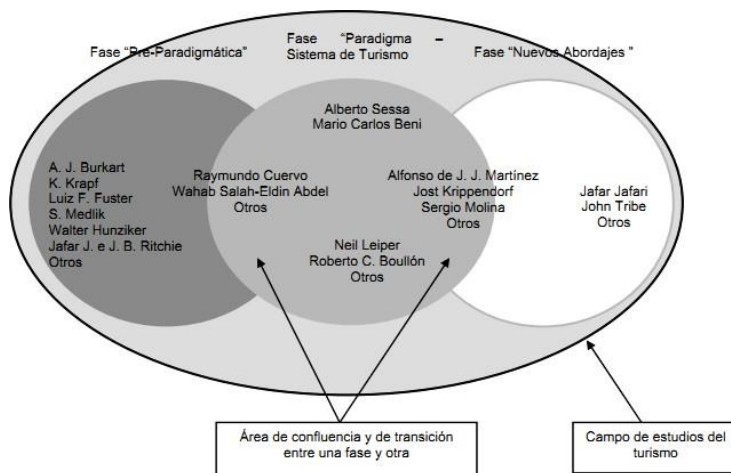 Fase "Pre-Paradigmática"
Fase "Paradigma –
Sistema de Turismo
Fase "Nuevos Abordajes "
Alberto Sessa
Mario Carlos Beni
A. J. Burkart
K. Krapf
Luiz F. Fuster
S. Medlik
Walter Hunziker
Jafar J. e J. B. Ritchie
Otros
Raymundo Cuervo
Wahab Salah-Eldin Abdel
Otros
Alfonso de J. J. Martínez
Jost Krippendorf
Sergio Molina
Otros
Jafar Jafari
John Tribe
Otros
Neil Leiper
Roberto C. Boullón
Otros
Área de confluencia y de transición
entre una fase y otra
Campo de estudios del
turismo